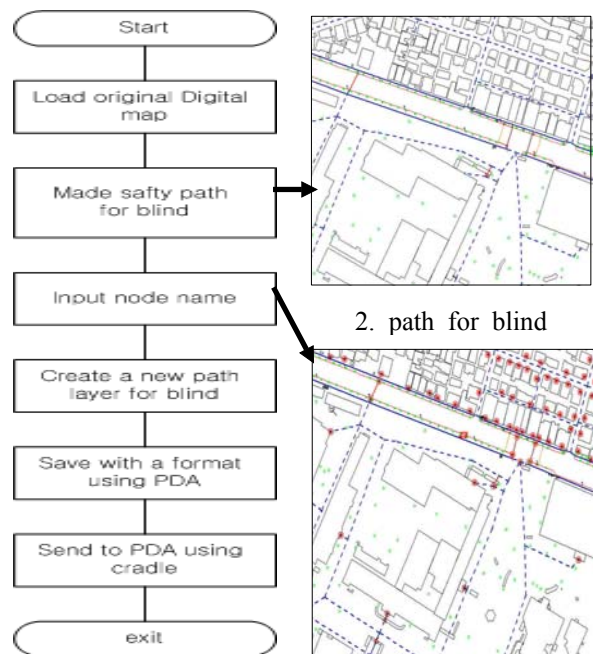 Start
Load original Digital
map
Made safty path
for blind
Input node name
Create a new path
layer for blind
Save with a format
using PDA
Send to PDA using
cradle
exit
2. path for blind